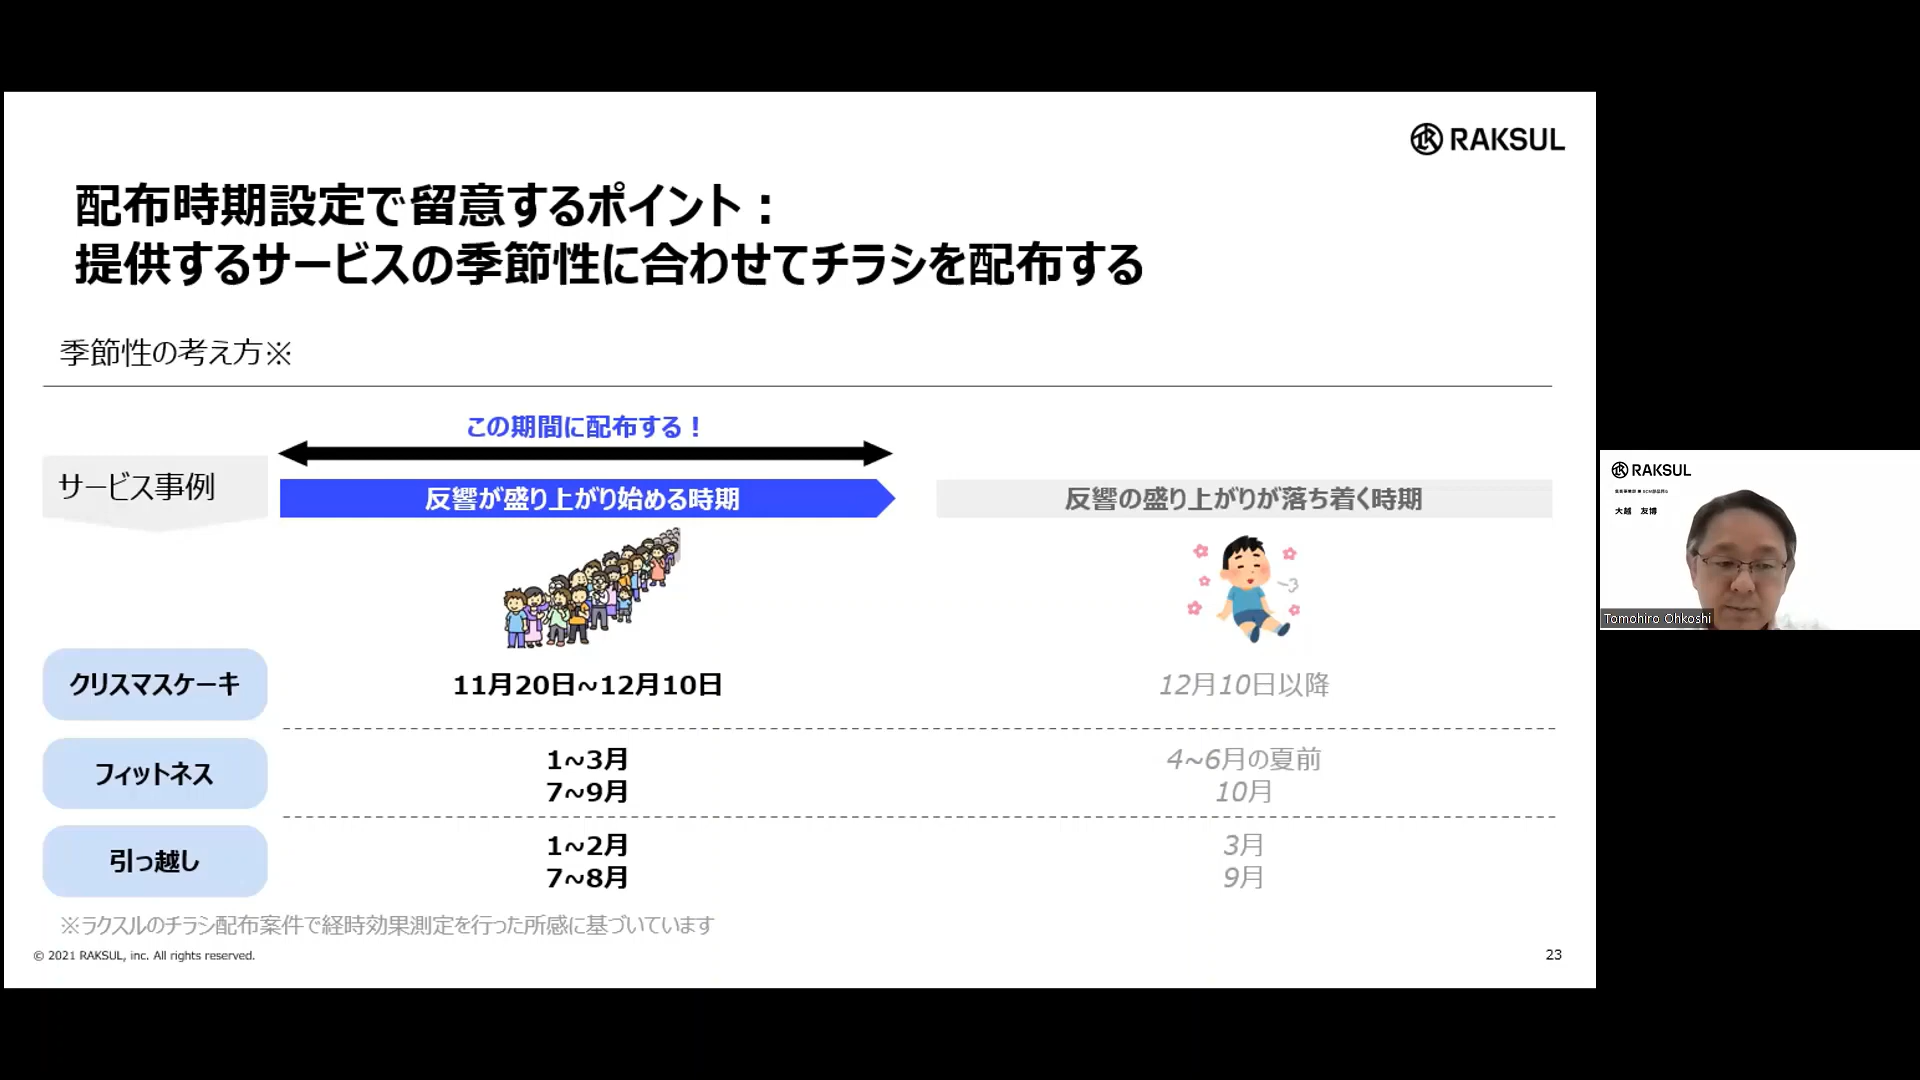 RAKSUL
配布時期設定で留意するポイント：
提供するサービスの季節性に合わせてチラシを配布する
季節性の考え方※
この期間に配布する！
サービス事例
反響が盛り上がり始める時期
反響の盛り上がりが落ち着く時期
クリスマスケーキ
11月20日~12月10日
12月10日以降
フィットネス
1~3月
7~9月
4~6月の夏前
10月
引っ越し
1~2月
7~8月
3月
9月
※ラクスルのチラシ配布案件で経時効果測定を行った所感に基づいています
© 2021 RAKSUL, inc. All rights reserved.
23
RAKSUL
大越 友博
Tomohiro Ohkoshi